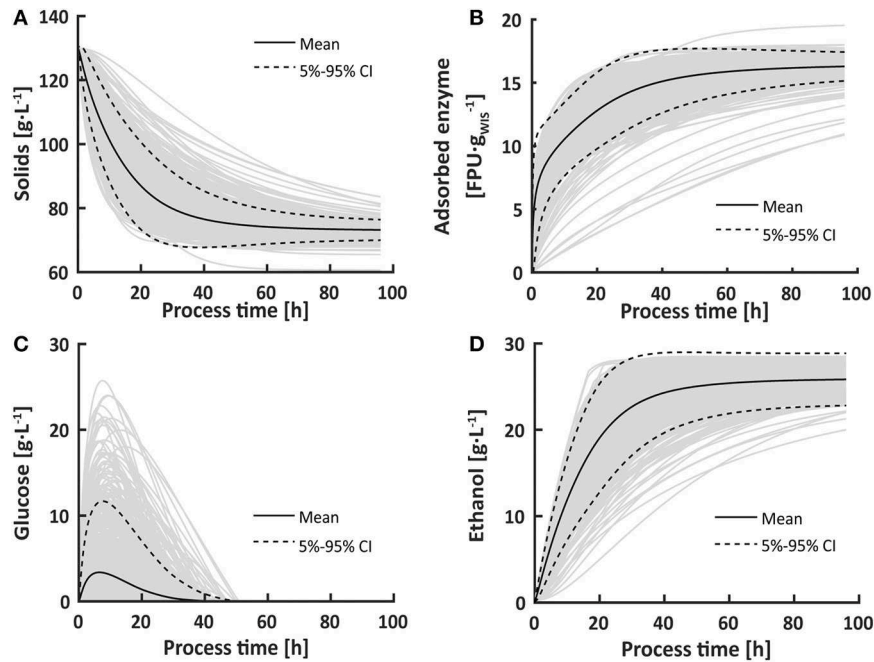 A
Solids [g·L⁻¹]
140
120
100
80
60
0
20
40
60
80
100
Process time [h]
Mean
5%-95% CI
B
Adsorbed enzyme
[FPU·gWIS⁻¹]
20
15
10
5
0
0
20
40
60
80
100
Process time [h]
Mean
5%-95% CI
C
Glucose [g·L⁻¹]
30
20
10
0
0
20
40
60
80
100
Process time [h]
Mean
5%-95% CI
D
Ethanol [g·L⁻¹]
30
20
10
0
0
20
40
60
80
100
Process time [h]
Mean
5%-95% CI